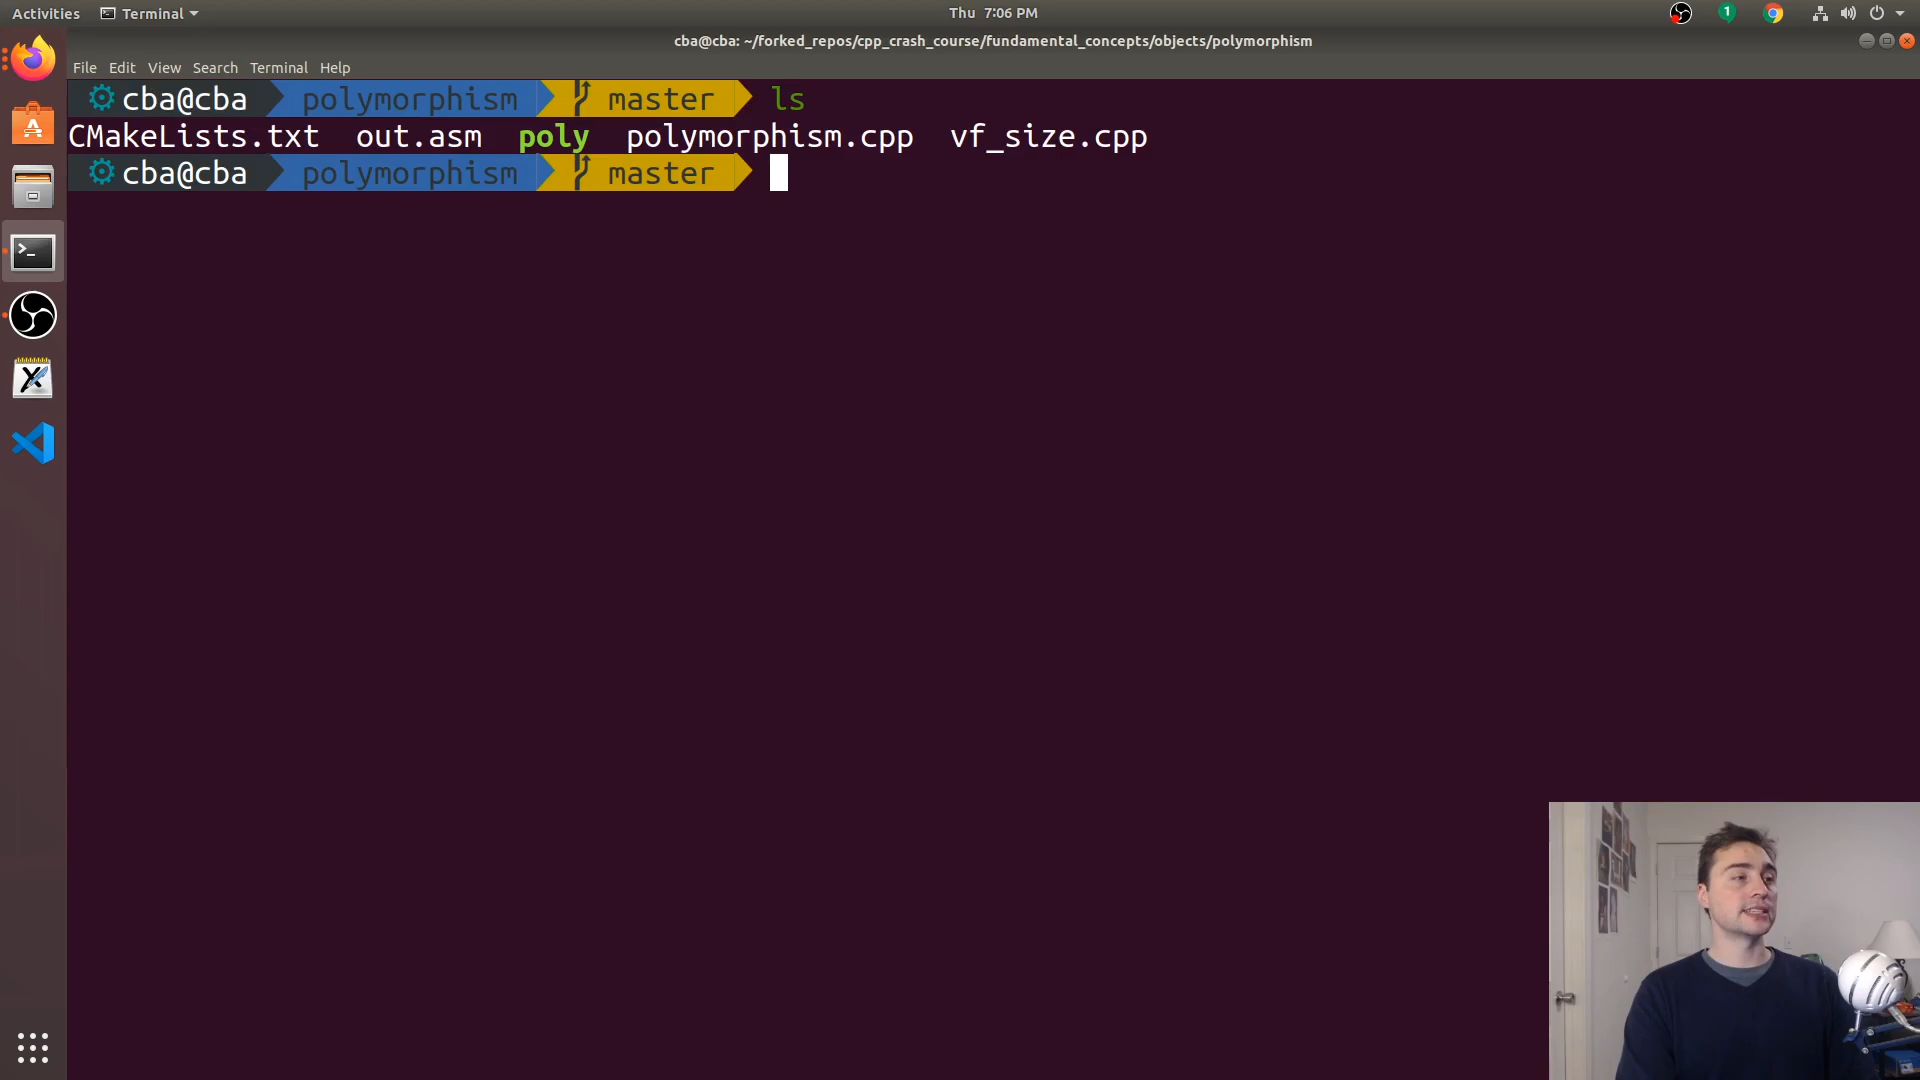 Activities Terminal Thu 7:06 PM 1
cba@cba: ~/forked_repos/cpp_crash_course/fundamental_concepts/objects/polymorphism
File Edit View Search Terminal Help
cba@cba polymorphism master ls
CMakeLists.txt out.asm poly polymorphism.cpp vf_size.cpp
cba@cba polymorphism master